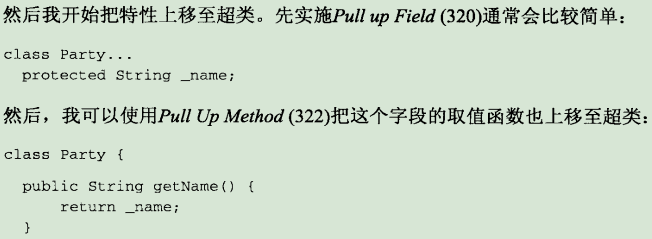 然后我开始把特性上移至超类。先实施Pull up Field (320)通常会比较简单：
class Party...
  protected String _name;
然后，我可以使用Pull Up Method (322)把这个字段的取值函数也上移至超类：
class Party {
  public String getName() {
      return _name;
  }